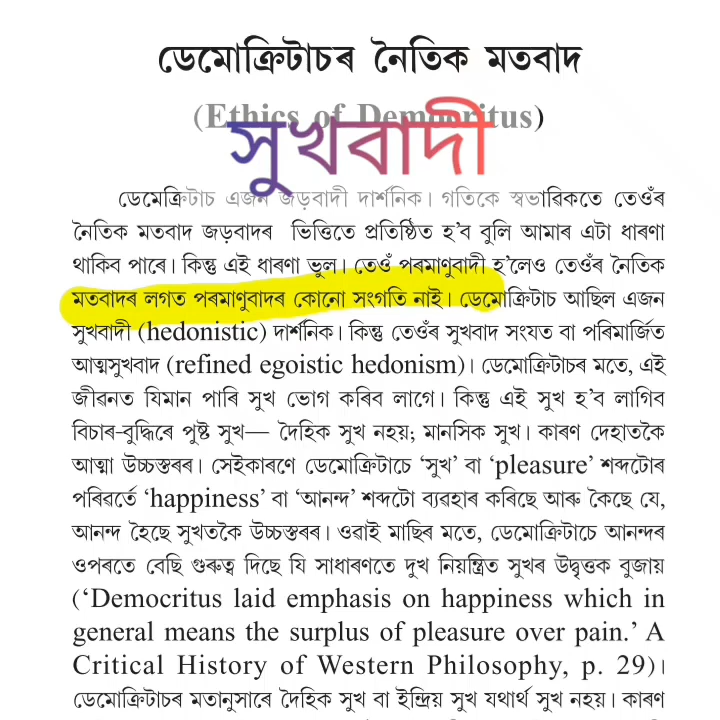 ডেমোক্ৰিটাচৰ নৈতিক মতবাদ
(Ethics of Democritus)
সুখবাদী
ডেমেক্ৰিটাচ এজন জড়বাদী দাৰ্শনিক। গতিকে স্বভাৱিকতে তেওঁৰ
নৈতিক মতবাদ জড়বাদৰ ভিত্তিতে প্ৰতিষ্ঠিত হ’ব বুলি আমাৰ এটা ধাৰণা
থাকিব পাৰে। কিন্তু এই ধাৰণা ভুল। তেওঁ পৰমাণুবাদী হ’লেও তেওঁৰ নৈতিক
মতবাদৰ লগত পৰমাণুবাদৰ কোনো সংগতি নাই। ডেমোক্ৰিটাচ আছিল এজন
সুখবাদী (hedonistic) দাৰ্শনিক। কিন্তু তেওঁৰ সুখবাদ সংযত বা পৰিমাৰ্জিত
আত্মসুখবাদ (refined egoistic hedonism)। ডেমোক্ৰিটাচৰ মতে, এই
জীৱনত যিমান পাৰি সুখ ভোগ কৰিব লাগে। কিন্তু এই সুখ হ’ব লাগিব
বিচাৰ-বুদ্ধিৰে পুষ্ট সুখ— দৈহিক সুখ নহয়; মানসিক সুখ। কাৰণ দেহাতকৈ
আত্মা উচ্চস্তৰৰ। সেইকাৰণে ডেমোক্ৰিটাচে ‘সুখ’ বা ‘pleasure’ শব্দটোৰ
পৰিৱৰ্তে ‘happiness’ বা ‘আনন্দ’ শব্দটো ব্যৱহাৰ কৰিছে আৰু কৈছে যে,
আনন্দ হৈছে সুখতকৈ উচ্চস্তৰৰ। ওৱাই মাছিৰ মতে, ডেমোক্ৰিটাচে আনন্দৰ
ওপৰতে বেছি গুৰুত্ব দিছে যি সাধাৰণতে দুখ নিয়ন্ত্ৰিত সুখৰ উদ্বৃত্তক বুজায়
(‘Democritus laid emphasis on happiness which in
general means the surplus of pleasure over pain.’ A
Critical History of Western Philosophy, p. 29)।
ডেমোক্ৰিটাচৰ মতানুসাৰে দৈহিক সুখ বা ইন্দ্ৰিয় সুখ যথাৰ্থ সুখ নহয়। কাৰণ